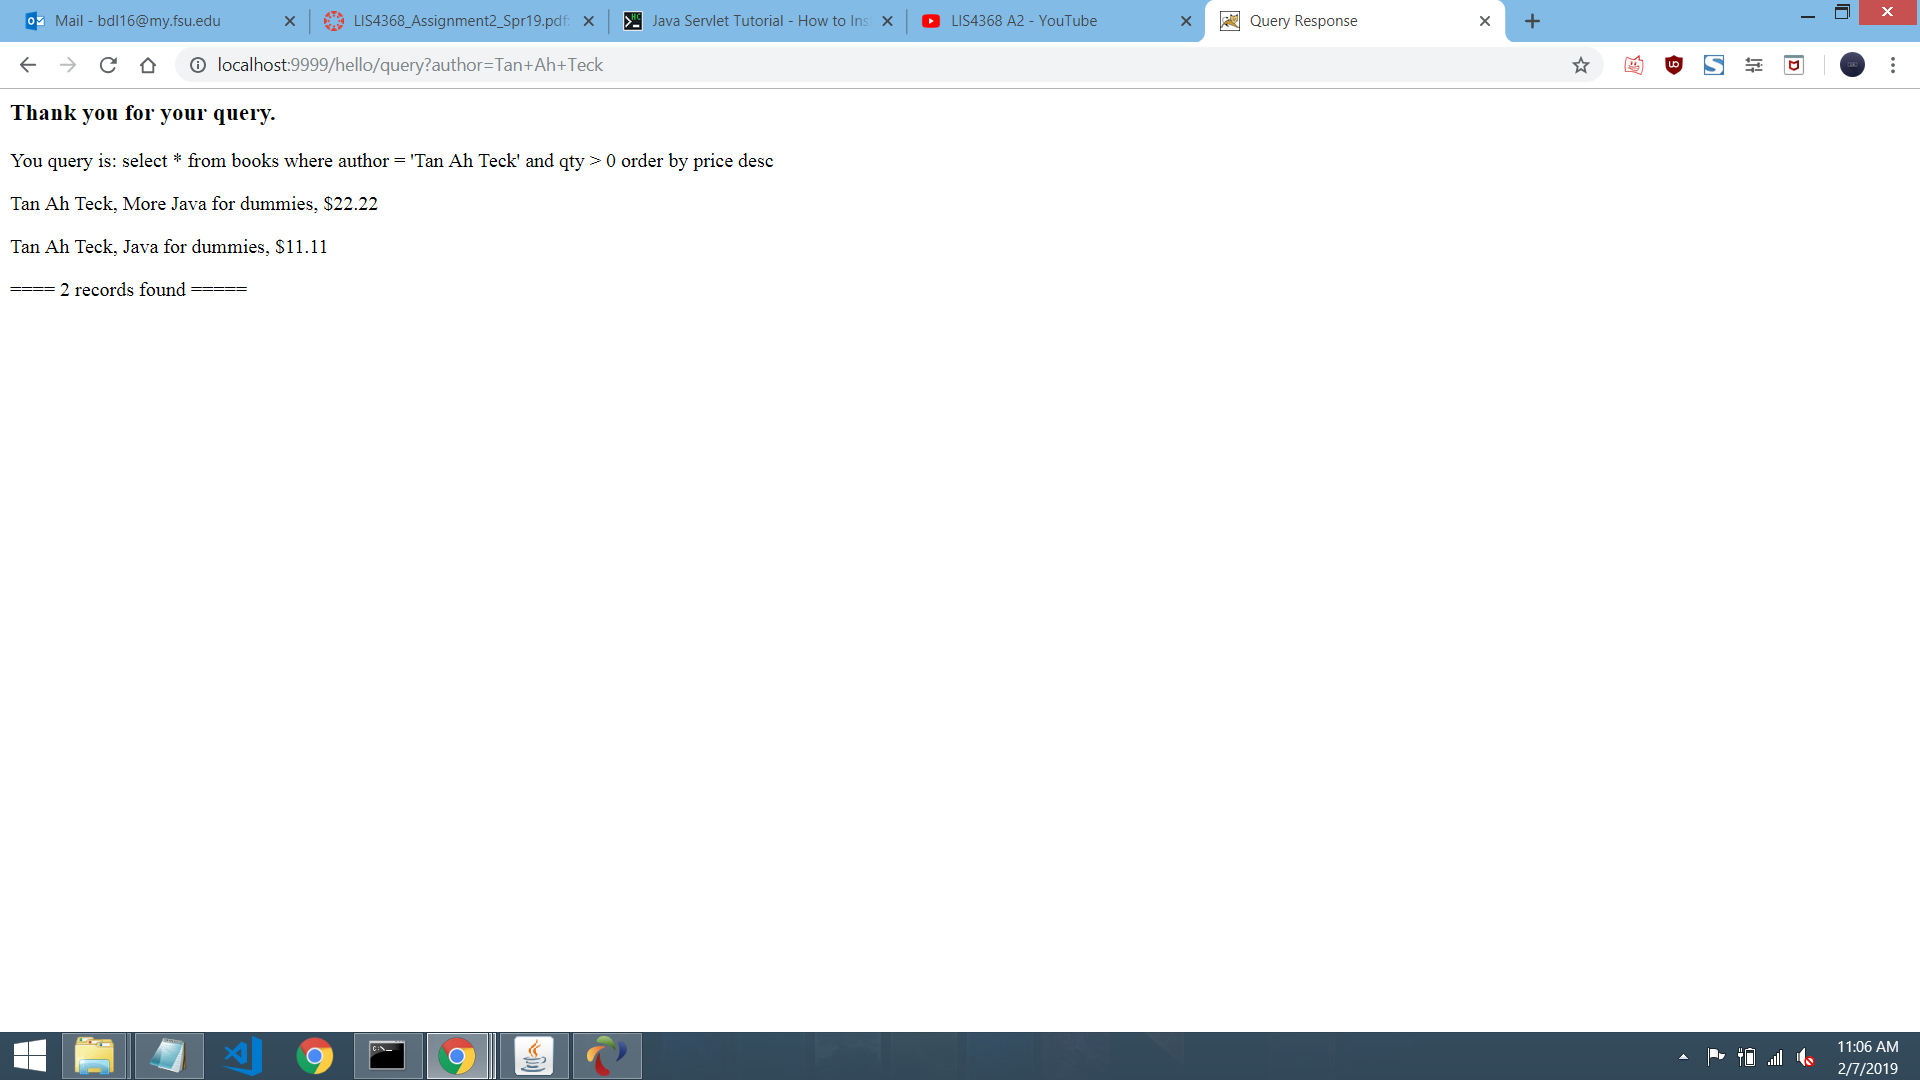 Mail - bdl16@my.fsu.edu
LIS4368_Assignment2_Spr19.pdf:
Java Servlet Tutorial - How to Ins
LIS4368 A2 - YouTube
Query Response
localhost:9999/hello/query?author=Tan+Ah+Teck
Thank you for your query.
You query is: select * from books where author = 'Tan Ah Teck' and qty > 0 order by price desc
Tan Ah Teck, More Java for dummies, $22.22
Tan Ah Teck, Java for dummies, $11.11
==== 2 records found =====
11:06 AM
2/7/2019